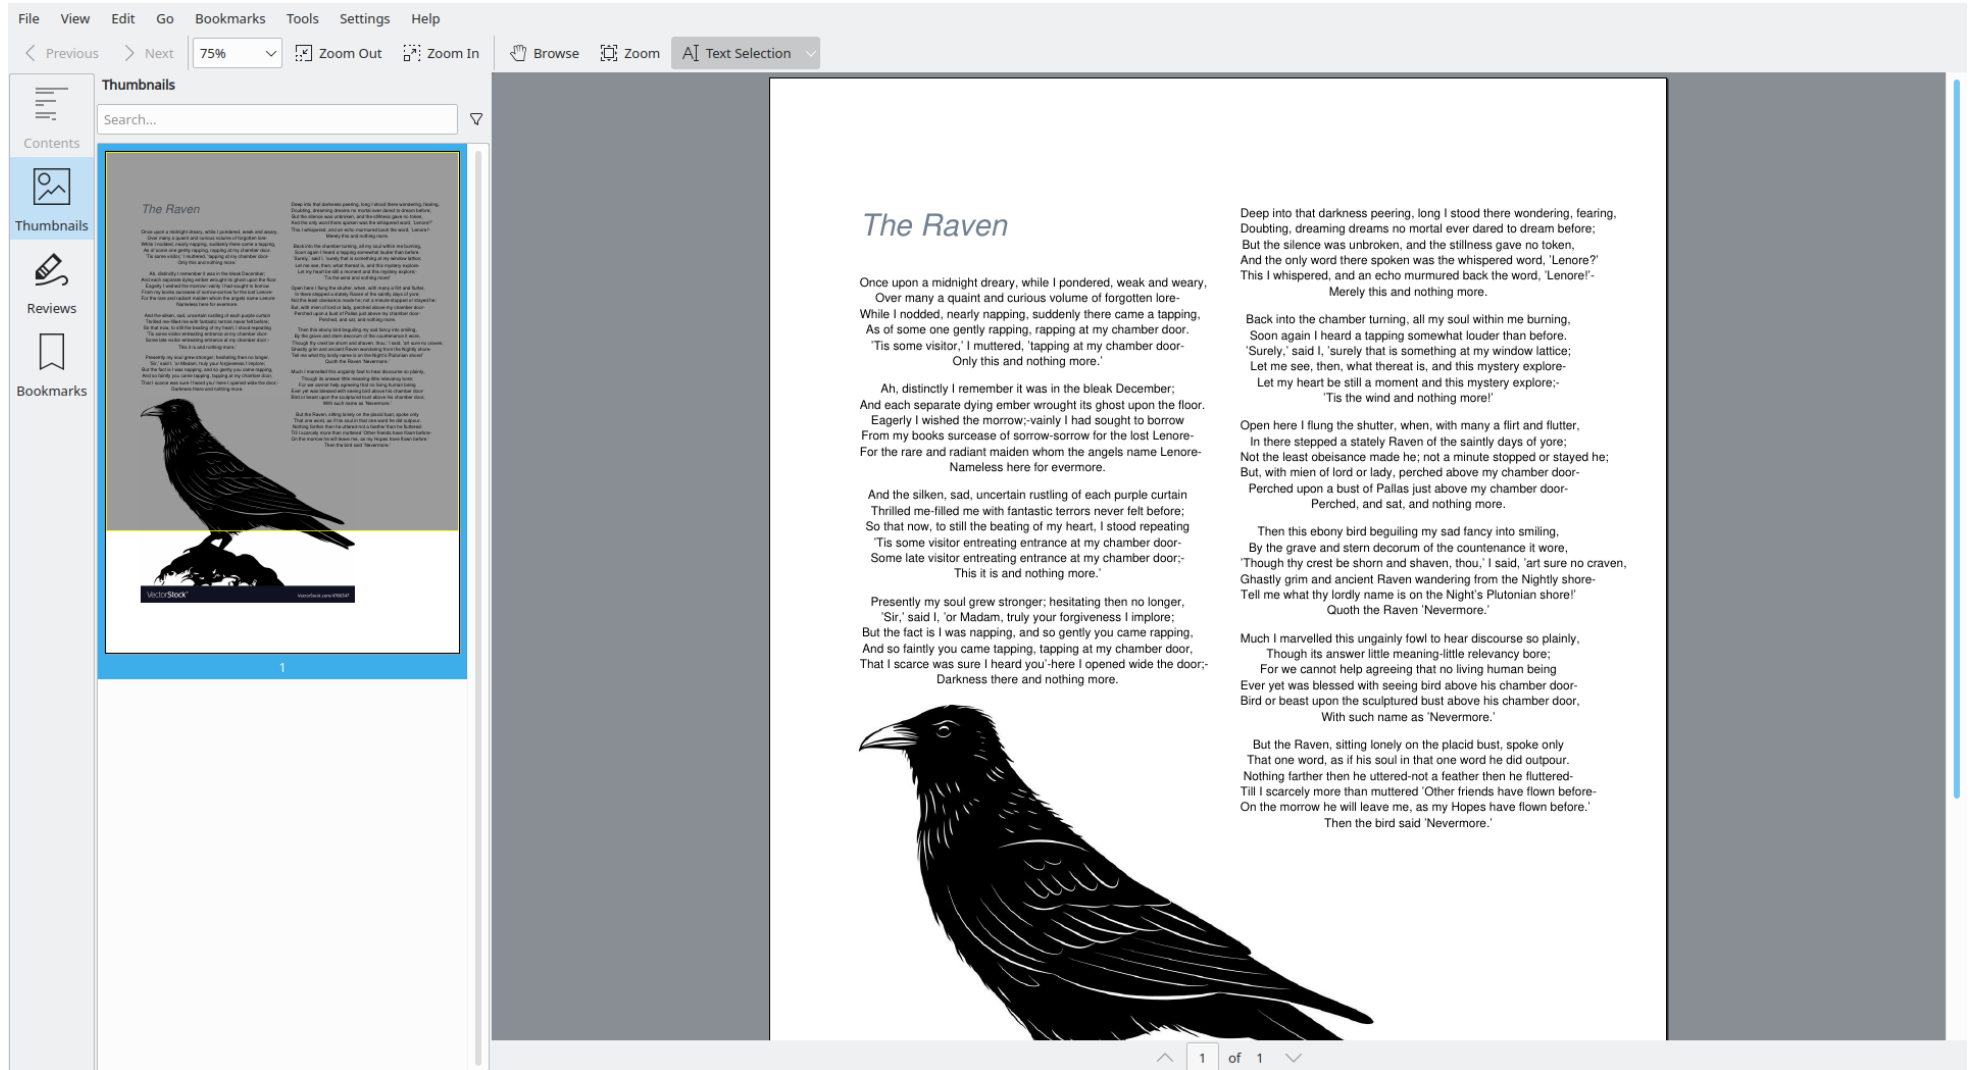 File View Edit Go Bookmarks Tools Settings Help
Previous Next 75% Zoom Out Zoom In Browse Zoom Text Selection
Contents
Thumbnails
Reviews
Bookmarks
Thumbnails
Search...
The Raven
VectorStock
1
The Raven
Once upon a midnight dreary, while I pondered, weak and weary,
Over many a quaint and curious volume of forgotten lore-
While I nodded, nearly napping, suddenly there came a tapping,
As of some one gently rapping, rapping at my chamber door.
'Tis some visitor,' I muttered, 'tapping at my chamber door-
Only this and nothing more.'
Ah, distinctly I remember it was in the bleak December;
And each separate dying ember wrought its ghost upon the floor.
Eagerly I wished the morrow;-vainly I had sought to borrow
From my books surcease of sorrow-sorrow for the lost Lenore-
For the rare and radiant maiden whom the angels name Lenore-
Nameless here for evermore.
And the silken, sad, uncertain rustling of each purple curtain
Thrilled me-filled me with fantastic terrors never felt before;
So that now, to still the beating of my heart, I stood repeating
'Tis some visitor entreating entrance at my chamber door-
Some late visitor entreating entrance at my chamber door;-
This it is and nothing more.'
Presently my soul grew stronger; hesitating then no longer,
'Sir,' said I, 'or Madam, truly your forgiveness I implore;
But the fact is I was napping, and so gently you came rapping,
And so faintly you came tapping, tapping at my chamber door,
That I scarce was sure I heard you'-here I opened wide the door;-
Darkness there and nothing more.
Deep into that darkness peering, long I stood there wondering, fearing,
Doubting, dreaming dreams no mortal ever dared to dream before;
But the silence was unbroken, and the stillness gave no token,
And the only word there spoken was the whispered word, 'Lenore?'
This I whispered, and an echo murmured back the word, 'Lenore!'-
Merely this and nothing more.
Back into the chamber turning, all my soul within me burning,
Soon again I heard a tapping somewhat louder than before.
'Surely,' said I, 'surely that is something at my window lattice;
Let me see, then, what thereat is, and this mystery explore-
Let my heart be still a moment and this mystery explore;-
'Tis the wind and nothing more!'
Open here I flung the shutter, when, with many a flirt and flutter,
In there stepped a stately Raven of the saintly days of yore;
Not the least obeisance made he; not a minute stopped or stayed he;
But, with mien of lord or lady, perched above my chamber door-
Perched upon a bust of Pallas just above my chamber door-
Perched, and sat, and nothing more.
Then this ebony bird beguiling my sad fancy into smiling,
By the grave and stern decorum of the countenance it wore,
'Though thy crest be shorn and shaven, thou,' I said, 'art sure no craven,
Ghastly grim and ancient Raven wandering from the Nightly shore-
Tell me what thy lordly name is on the Night's Plutonian shore!'
Quoth the Raven 'Nevermore.'
Much I marvelled this ungainly fowl to hear discourse so plainly,
Though its answer little meaning-little relevancy bore;
For we cannot help agreeing that no living human being
Ever yet was blessed with seeing bird above his chamber door-
Bird or beast upon the sculptured bust above his chamber door,
With such name as 'Nevermore.'
But the Raven, sitting lonely on the placid bust, spoke only
That one word, as if his soul in that one word he did outpour.
Nothing farther then he uttered-not a feather then he fluttered-
Till I scarcely more than muttered 'Other friends have flown before-
On the morrow he will leave me, as my Hopes have flown before.'
Then the bird said 'Nevermore.'
1 of 1